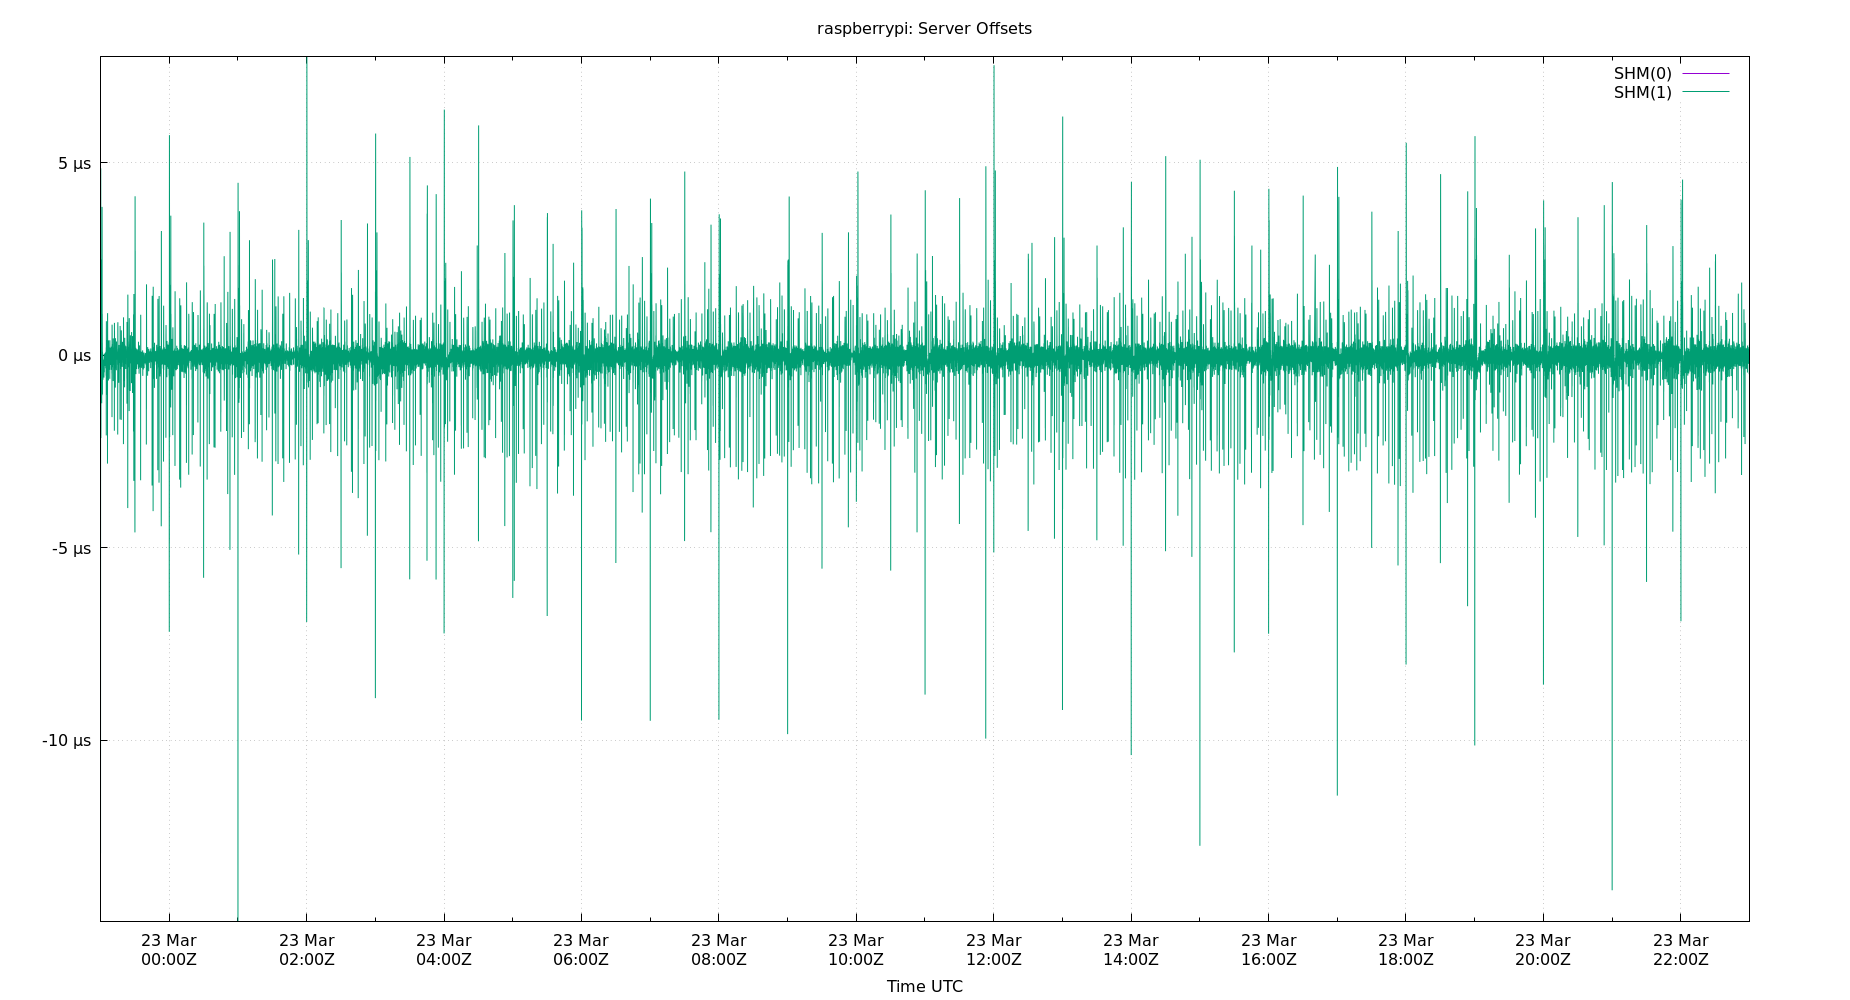 raspberrypi: Server Offsets
SHM(0)
SHM(1)
5 µs
0 µs
-5 µs
-10 µs
23 Mar 23 Mar 23 Mar 23 Mar 23 Mar 23 Mar 23 Mar 23 Mar 23 Mar 23 Mar 23 Mar 23 Mar
00:00Z 02:00Z 04:00Z 06:00Z 08:00Z 10:00Z 12:00Z 14:00Z 16:00Z 18:00Z 20:00Z 22:00Z
Time UTC